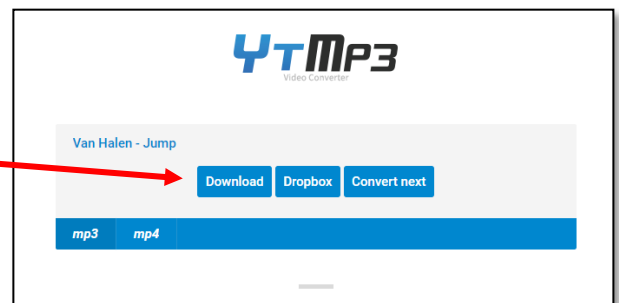 YTMP3
Video Converter
Van Halen - Jump
Download Dropbox Convert next
mp3 mp4